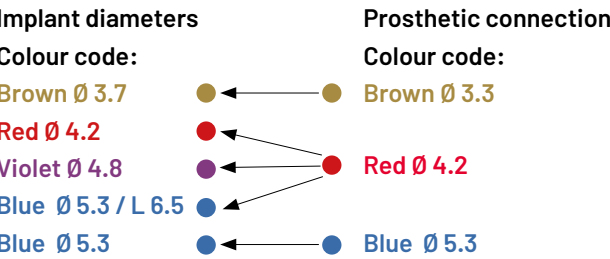 Implant diameters
Colour code:
Brown Ø 3.7
Red Ø 4.2
Violet Ø 4.8
Blue Ø 5.3 / L 6.5
Blue Ø 5.3
Prosthetic connection
Colour code:
Brown Ø 3.3
Red Ø 4.2
Blue Ø 5.3